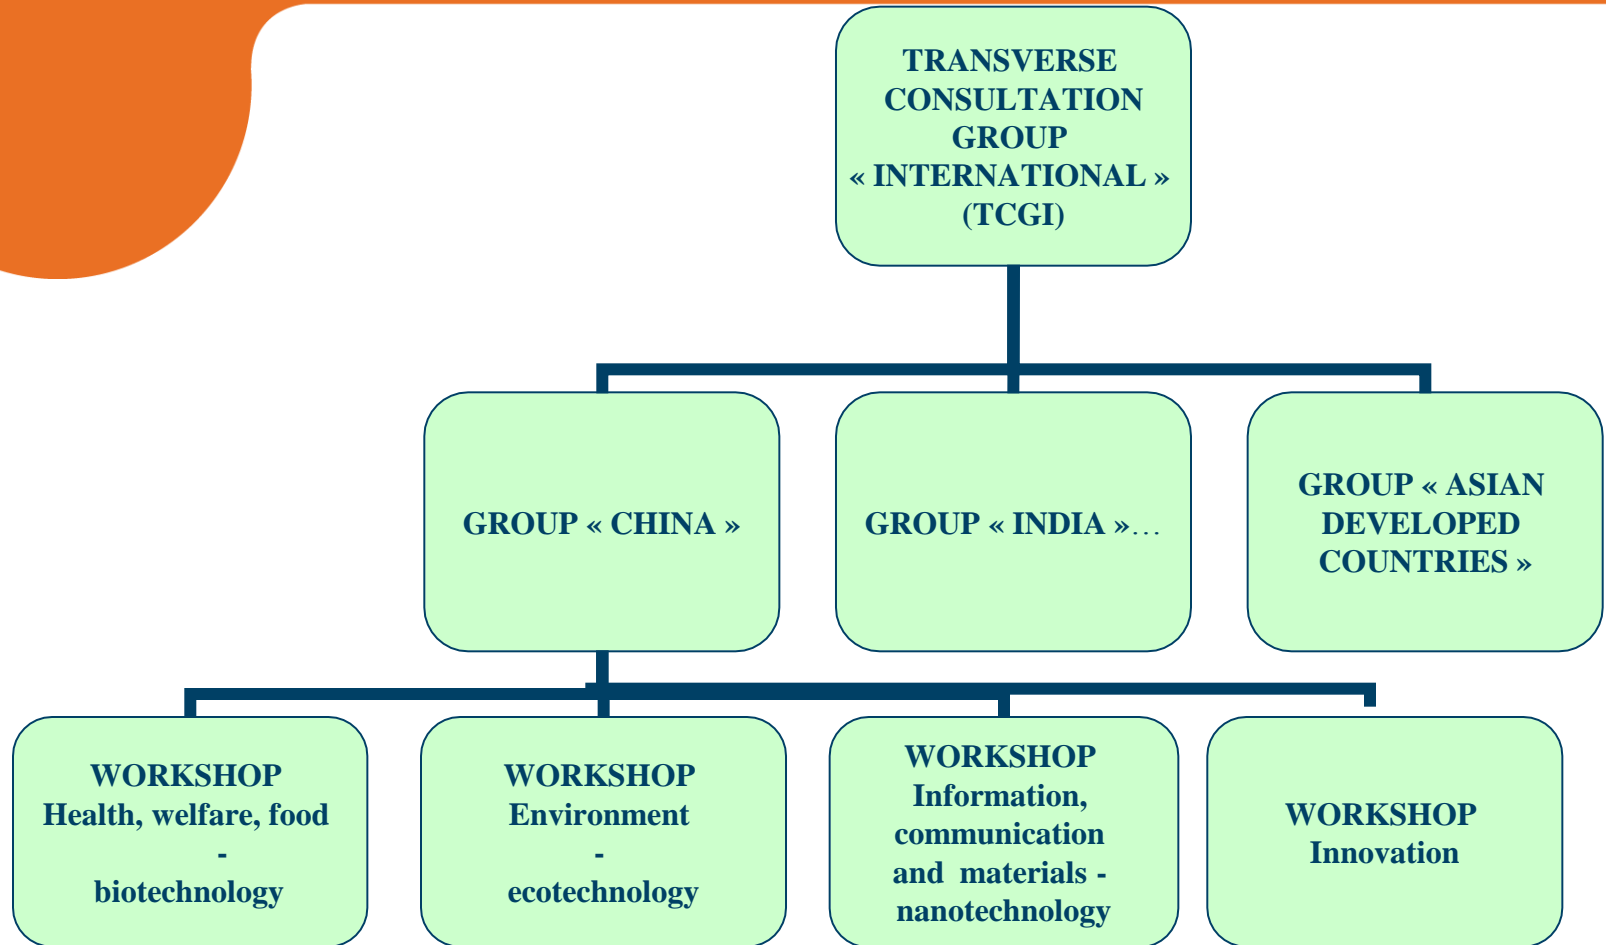 TRANSVERSE
CONSULTATION
GROUP
« INTERNATIONAL »
(TCGI)
GROUP « CHINA »
GROUP « INDIA »…
GROUP « ASIAN
DEVELOPED
COUNTRIES »
WORKSHOP
Health, welfare, food
-
biotechnology
WORKSHOP
Environment
-
ecotechnology
WORKSHOP
Information,
communication
and materials -
nanotechnology
WORKSHOP
Innovation